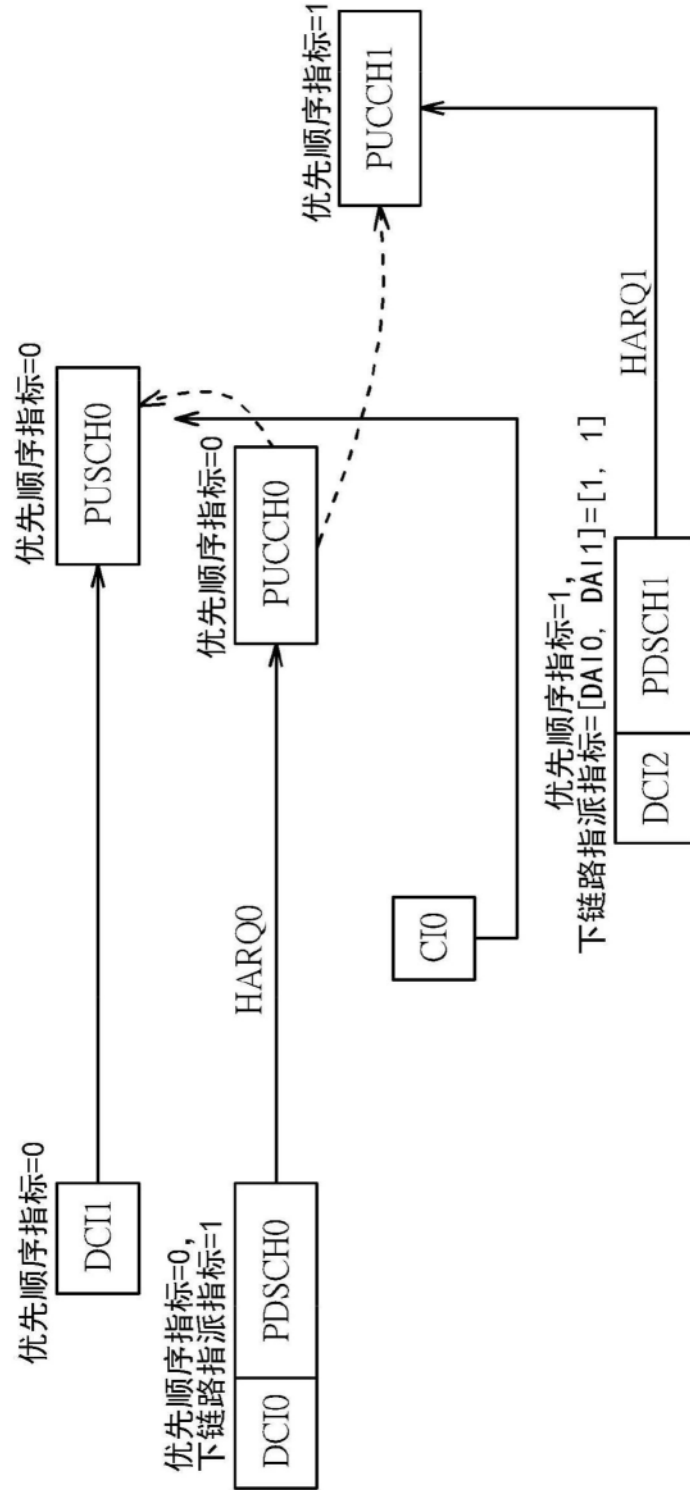 优先顺序指标=0
DCI1
优先顺序指标=0
PUSCH0
优先顺序指标=0,
下链路指派指标=1
DCI0
PDSCH0
HARQ0
优先顺序指标=0
PUCCH0
优先顺序指标=1
PUCCH1
CI0
优先顺序指标=1,
下链路指派指标=[DAI0, DAI1]=[1, 1]
DCI2
PDSCH1
HARQ1